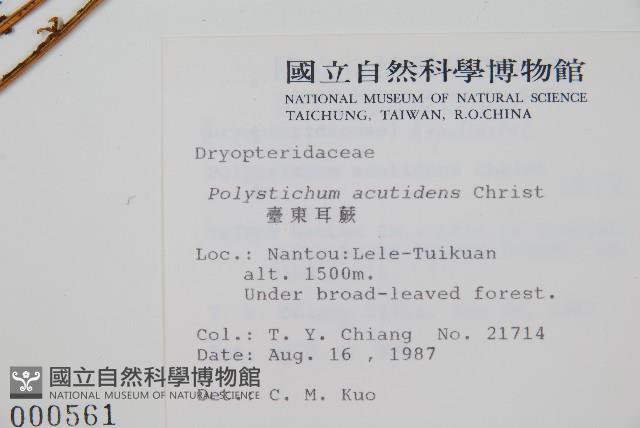 國立自然科學博物館
NATIONAL MUSEUM OF NATURAL SCIENCE
TAICHUNG, TAIWAN, R.O.CHINA
Dryopteridaceae
Polystichum acutidens Christ
臺東耳蕨
Loc.: Nantou:Lele-Tuikuan
alt. 1500m.
Under broad-leaved forest.
Col.: T. Y. Chiang No. 21714
Date: Aug. 16 , 1987
Det.: C. M. Kuo
國立自然科學博物館
NATIONAL MUSEUM OF NATURAL SCIENCE
000561